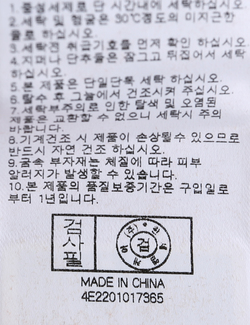 1.중성세제로 단 시간내에 세탁하십시오.
2.세탁 및 헹굼은 30℃정도의 미지근한
물로 하십시오.
3.세탁전 취급기호를 먼저 확인 하십시오.
4.지퍼나 단추들은 잠그고 뒤집어서 세탁
하십시오.
5.본 제품은 단일단독 세탁 하십시오.
6.탈수 후 그늘에서 건조시켜 주십시오.
7.세탁부주의로 인한 탈색 및 오염된
제품은 교환할 수 없으니 세탁시 주의
바랍니다.
8.기계건조 시 제품이 손상될수 있으므로
반드시 자연 건조 하십시오.
9.금속 부자재는 체질에 따라 피부
알러지가 발생할 수 있습니다.
10.본 제품의 품질보증기간은 구입일로
부터 1년입니다.
검사필
(주)
검
MADE IN CHINA
4E2201017365